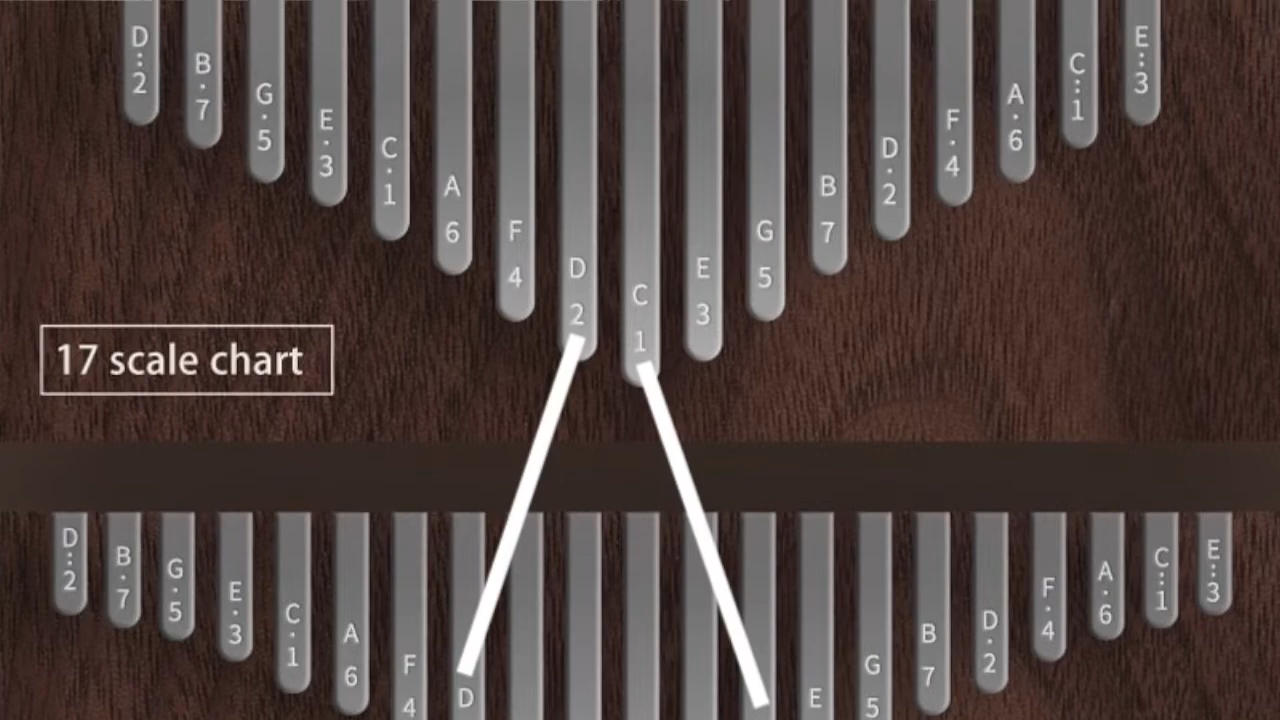 D B G E C A F D C E G B D F A C E
2 7 5 3 1 6 4 2 1 3 5 7 2 4 6 1 3
17 scale chart
D B G E C A F D E G B D F A C E
2 7 5 3 1 6 4 5 7 2 4 6 1 3